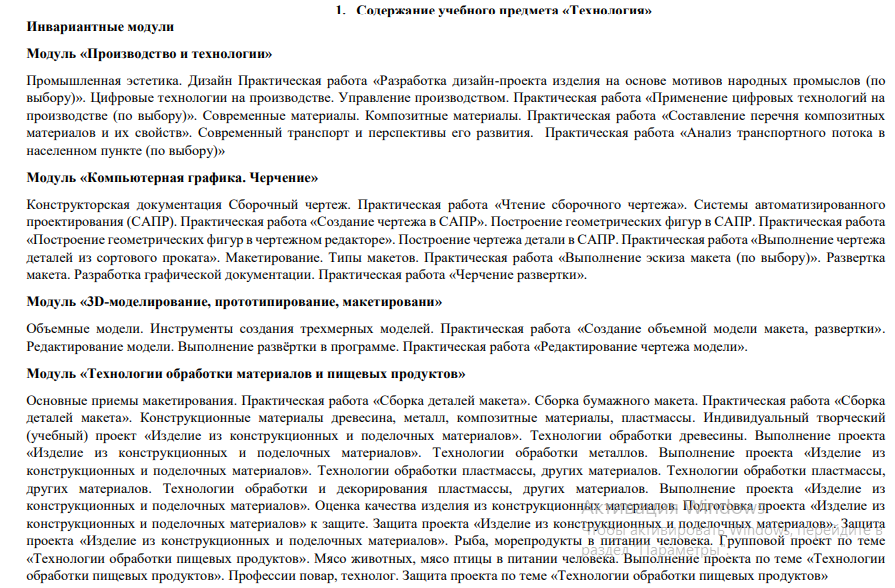 1. Содержание учебного предмета «Технология»
Инвариантные модули
Модуль «Производство и технологии»
Промышленная эстетика. Дизайн Практическая работа «Разработка дизайн-проекта изделия на основе мотивов народных промыслов (по
выбору)». Цифровые технологии на производстве. Управление производством. Практическая работа «Применение цифровых технологий на
производстве (по выбору)». Современные материалы. Композитные материалы. Практическая работа «Составление перечня композитных
материалов и их свойств». Современный транспорт и перспективы его развития. Практическая работа «Анализ транспортного потока в
населенном пункте (по выбору)»
Модуль «Компьютерная графика. Черчение»
Конструкторская документация Сборочный чертеж. Практическая работа «Чтение сборочного чертежа». Системы автоматизированного
проектирования (САПР). Практическая работа «Создание чертежа в САПР». Построение геометрических фигур в САПР. Практическая работа
«Построение геометрических фигур в чертежном редакторе». Построение чертежа детали в САПР. Практическая работа «Выполнение чертежа
деталей из сортового проката». Макетирование. Типы макетов. Практическая работа «Выполнение эскиза макета (по выбору)». Развертка
макета. Разработка графической документации. Практическая работа «Черчение развертки».
Модуль «3D-моделирование, прототипирование, макетировани»
Объемные модели. Инструменты создания трехмерных моделей. Практическая работа «Создание объемной модели макета, развертки».
Редактирование модели. Выполнение развёртки в программе. Практическая работа «Редактирование чертежа модели».
Модуль «Технологии обработки материалов и пищевых продуктов»
Основные приемы макетирования. Практическая работа «Сборка деталей макета». Сборка бумажного макета. Практическая работа «Сборка
деталей макета». Конструкционные материалы древесина, металл, композитные материалы, пластмассы. Индивидуальный творческий
(учебный) проект «Изделие из конструкционных и поделочных материалов». Технологии обработки древесины. Выполнение проекта
«Изделие из конструкционных и поделочных материалов». Технологии обработки металлов. Выполнение проекта «Изделие из
конструкционных и поделочных материалов». Технологии обработки пластмассы, других материалов. Технологии обработки пластмассы,
других материалов. Технологии обработки и декорирования пластмассы, других материалов. Выполнение проекта «Изделие из
конструкционных и поделочных материалов». Оценка качества изделия из конструкционных материалов. Подготовка проекта «Изделие из
конструкционных и поделочных материалов» к защите. Защита проекта «Изделие из конструкционных и поделочных материалов». Защита
проекта «Изделие из конструкционных и поделочных материалов». Рыба, морепродукты в питании человека. Групповой проект по теме
«Технологии обработки пищевых продуктов». Мясо животных, мясо птицы в питании человека. Выполнение проекта по теме «Технологии
обработки пищевых продуктов». Профессии повар, технолог. Защита проекта по теме «Технологии обработки пищевых продуктов»
Активация Windows
Чтобы активировать Windows, перейдите в
раздел "Параметры".